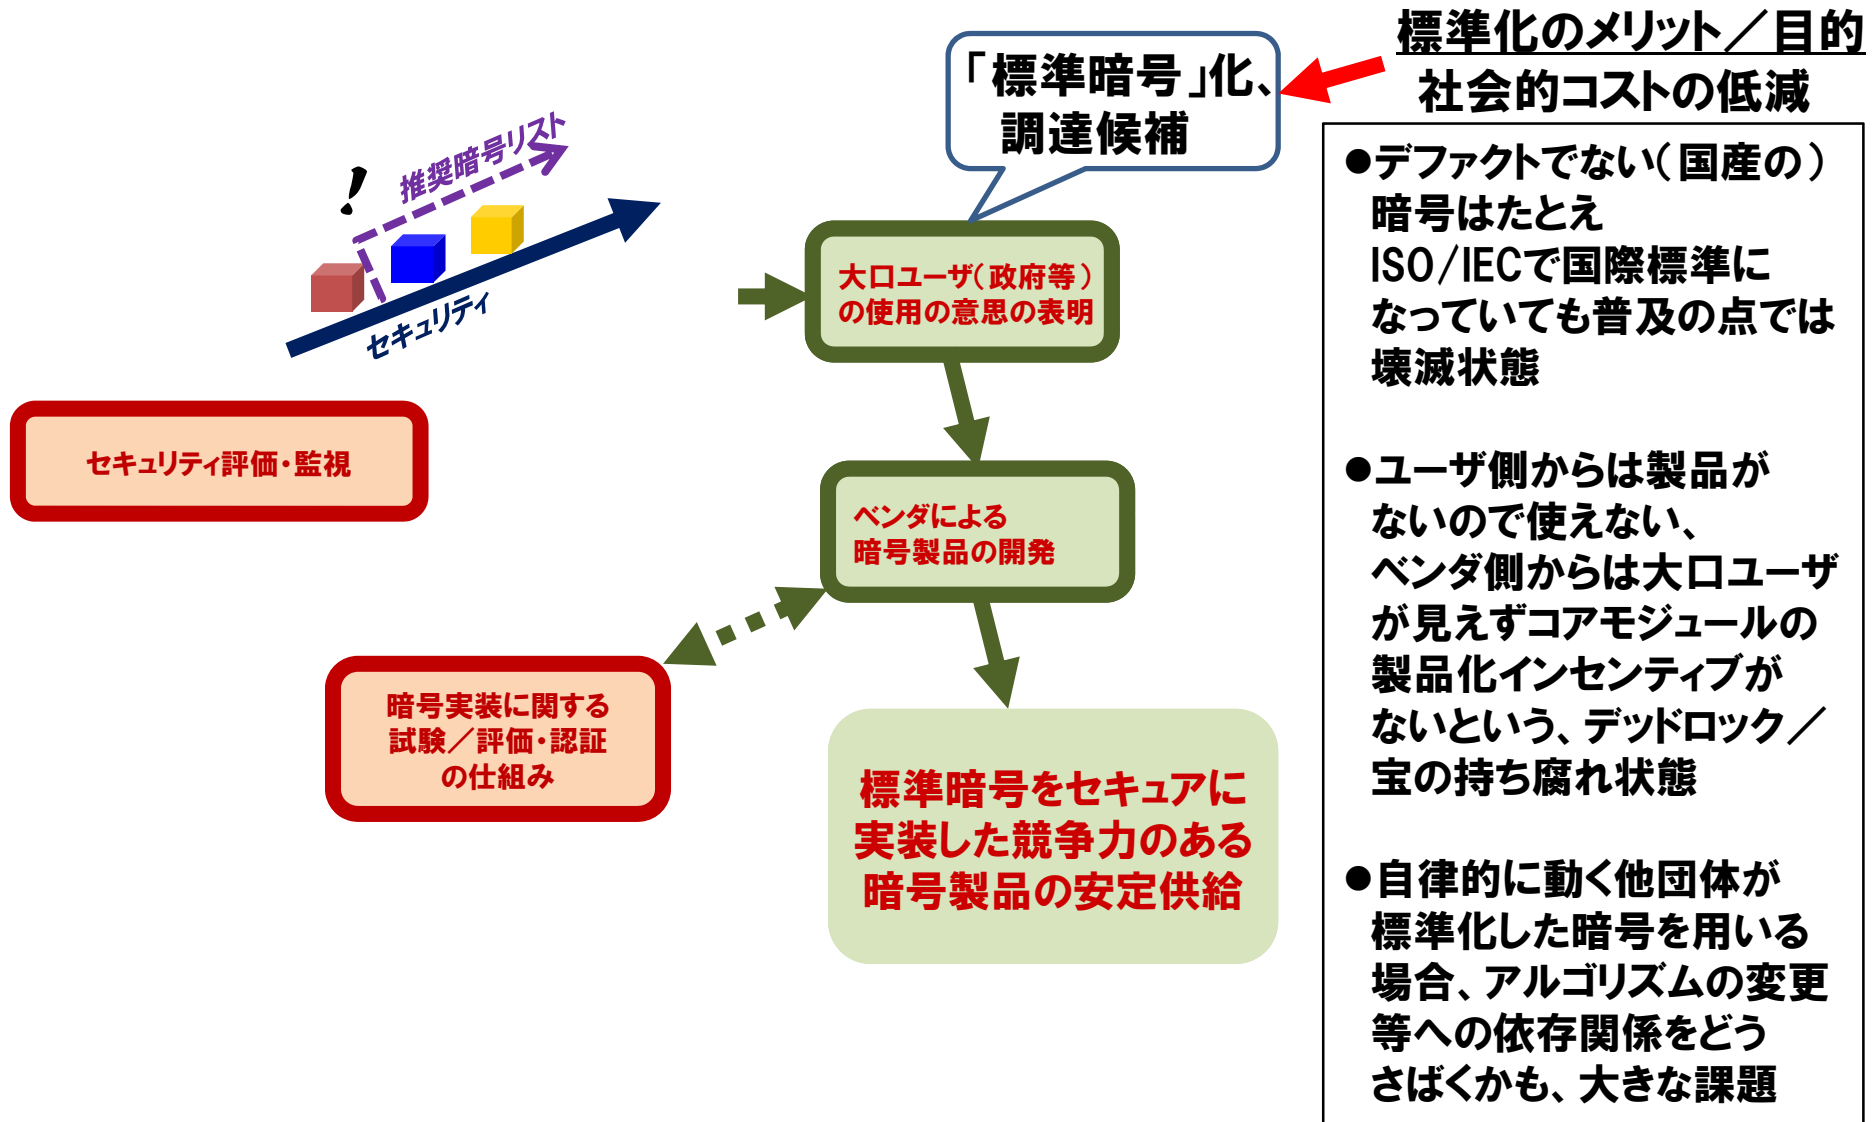 標準化のメリット／目的
社会的コストの低減
「標準暗号」化、
調達候補
!
推奨暗号リスト
セキュリティ
大口ユーザ（政府等）
の使用の意思の表明
セキュリティ評価・監視
ベンダによる
暗号製品の開発
暗号実装に関する
試験／評価・認証
の仕組み
標準暗号をセキュアに
実装した競争力のある
暗号製品の安定供給
●デファクトでない（国産の）
暗号はたとえ
ISO/IECで国際標準に
なっていても普及の点では
壊滅状態
●ユーザ側からは製品が
ないので使えない、
ベンダ側からは大口ユーザ
が見えずコアモジュールの
製品化インセンティブが
ないという、デッドロック／
宝の持ち腐れ状態
●自律的に動く他団体が
標準化した暗号を用いる
場合、アルゴリズムの変更
等への依存関係をどう
さばくかも、大きな課題